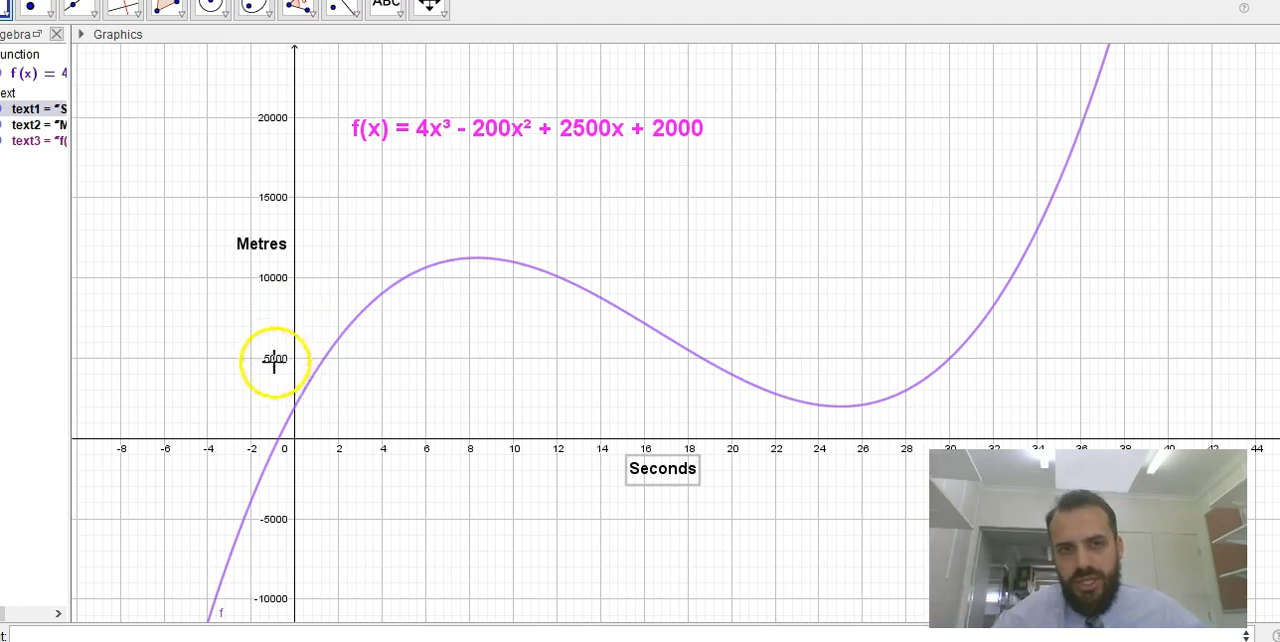 ABC
gebra
Graphics
unction
f(x) = 4
ext
text1 = "S
text2 = "M
text3 = "f(
f(x) = 4x³ - 200x² + 2500x + 2000
20000
15000
Metres
10000
5000
-8 -6 -4 -2 0 2 4 6 8 10 12 14 16 18 20 22 24 26 28 30 32 34 36 38 40 42 44
Seconds
-5000
-10000
f
t: